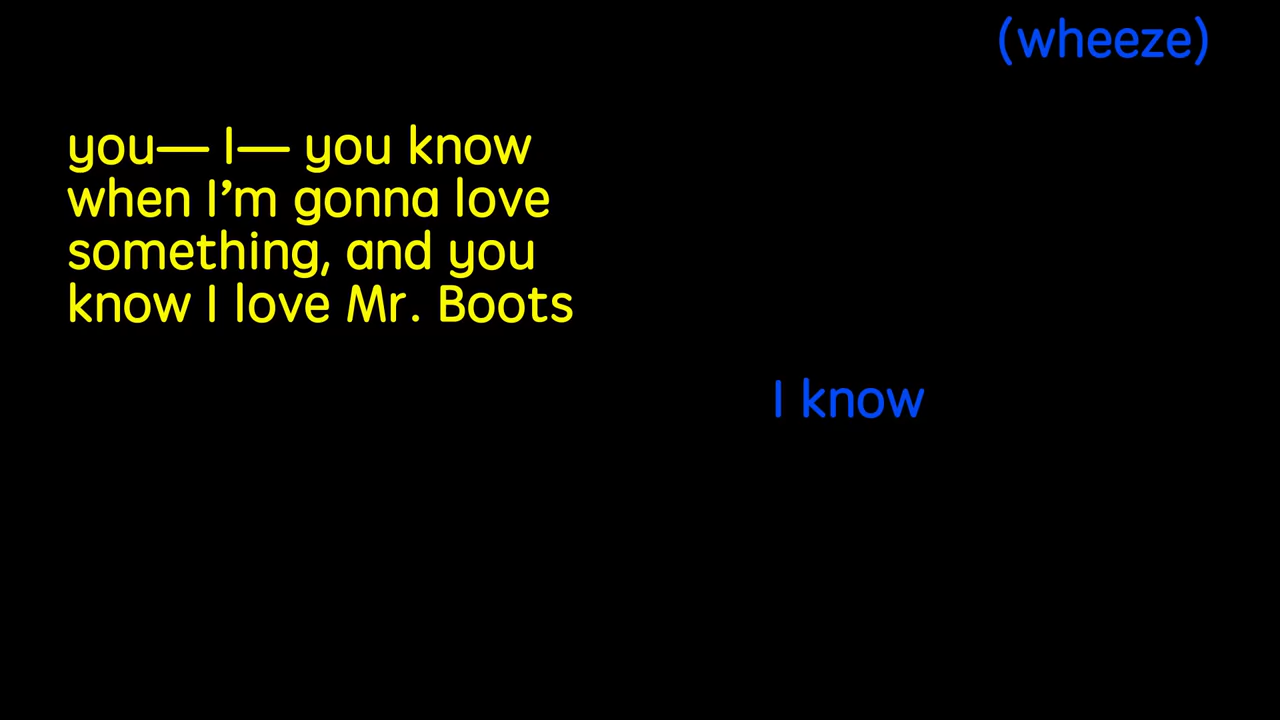 (wheeze)
you— I— you know
when I’m gonna love
something, and you
know I love Mr. Boots
I know